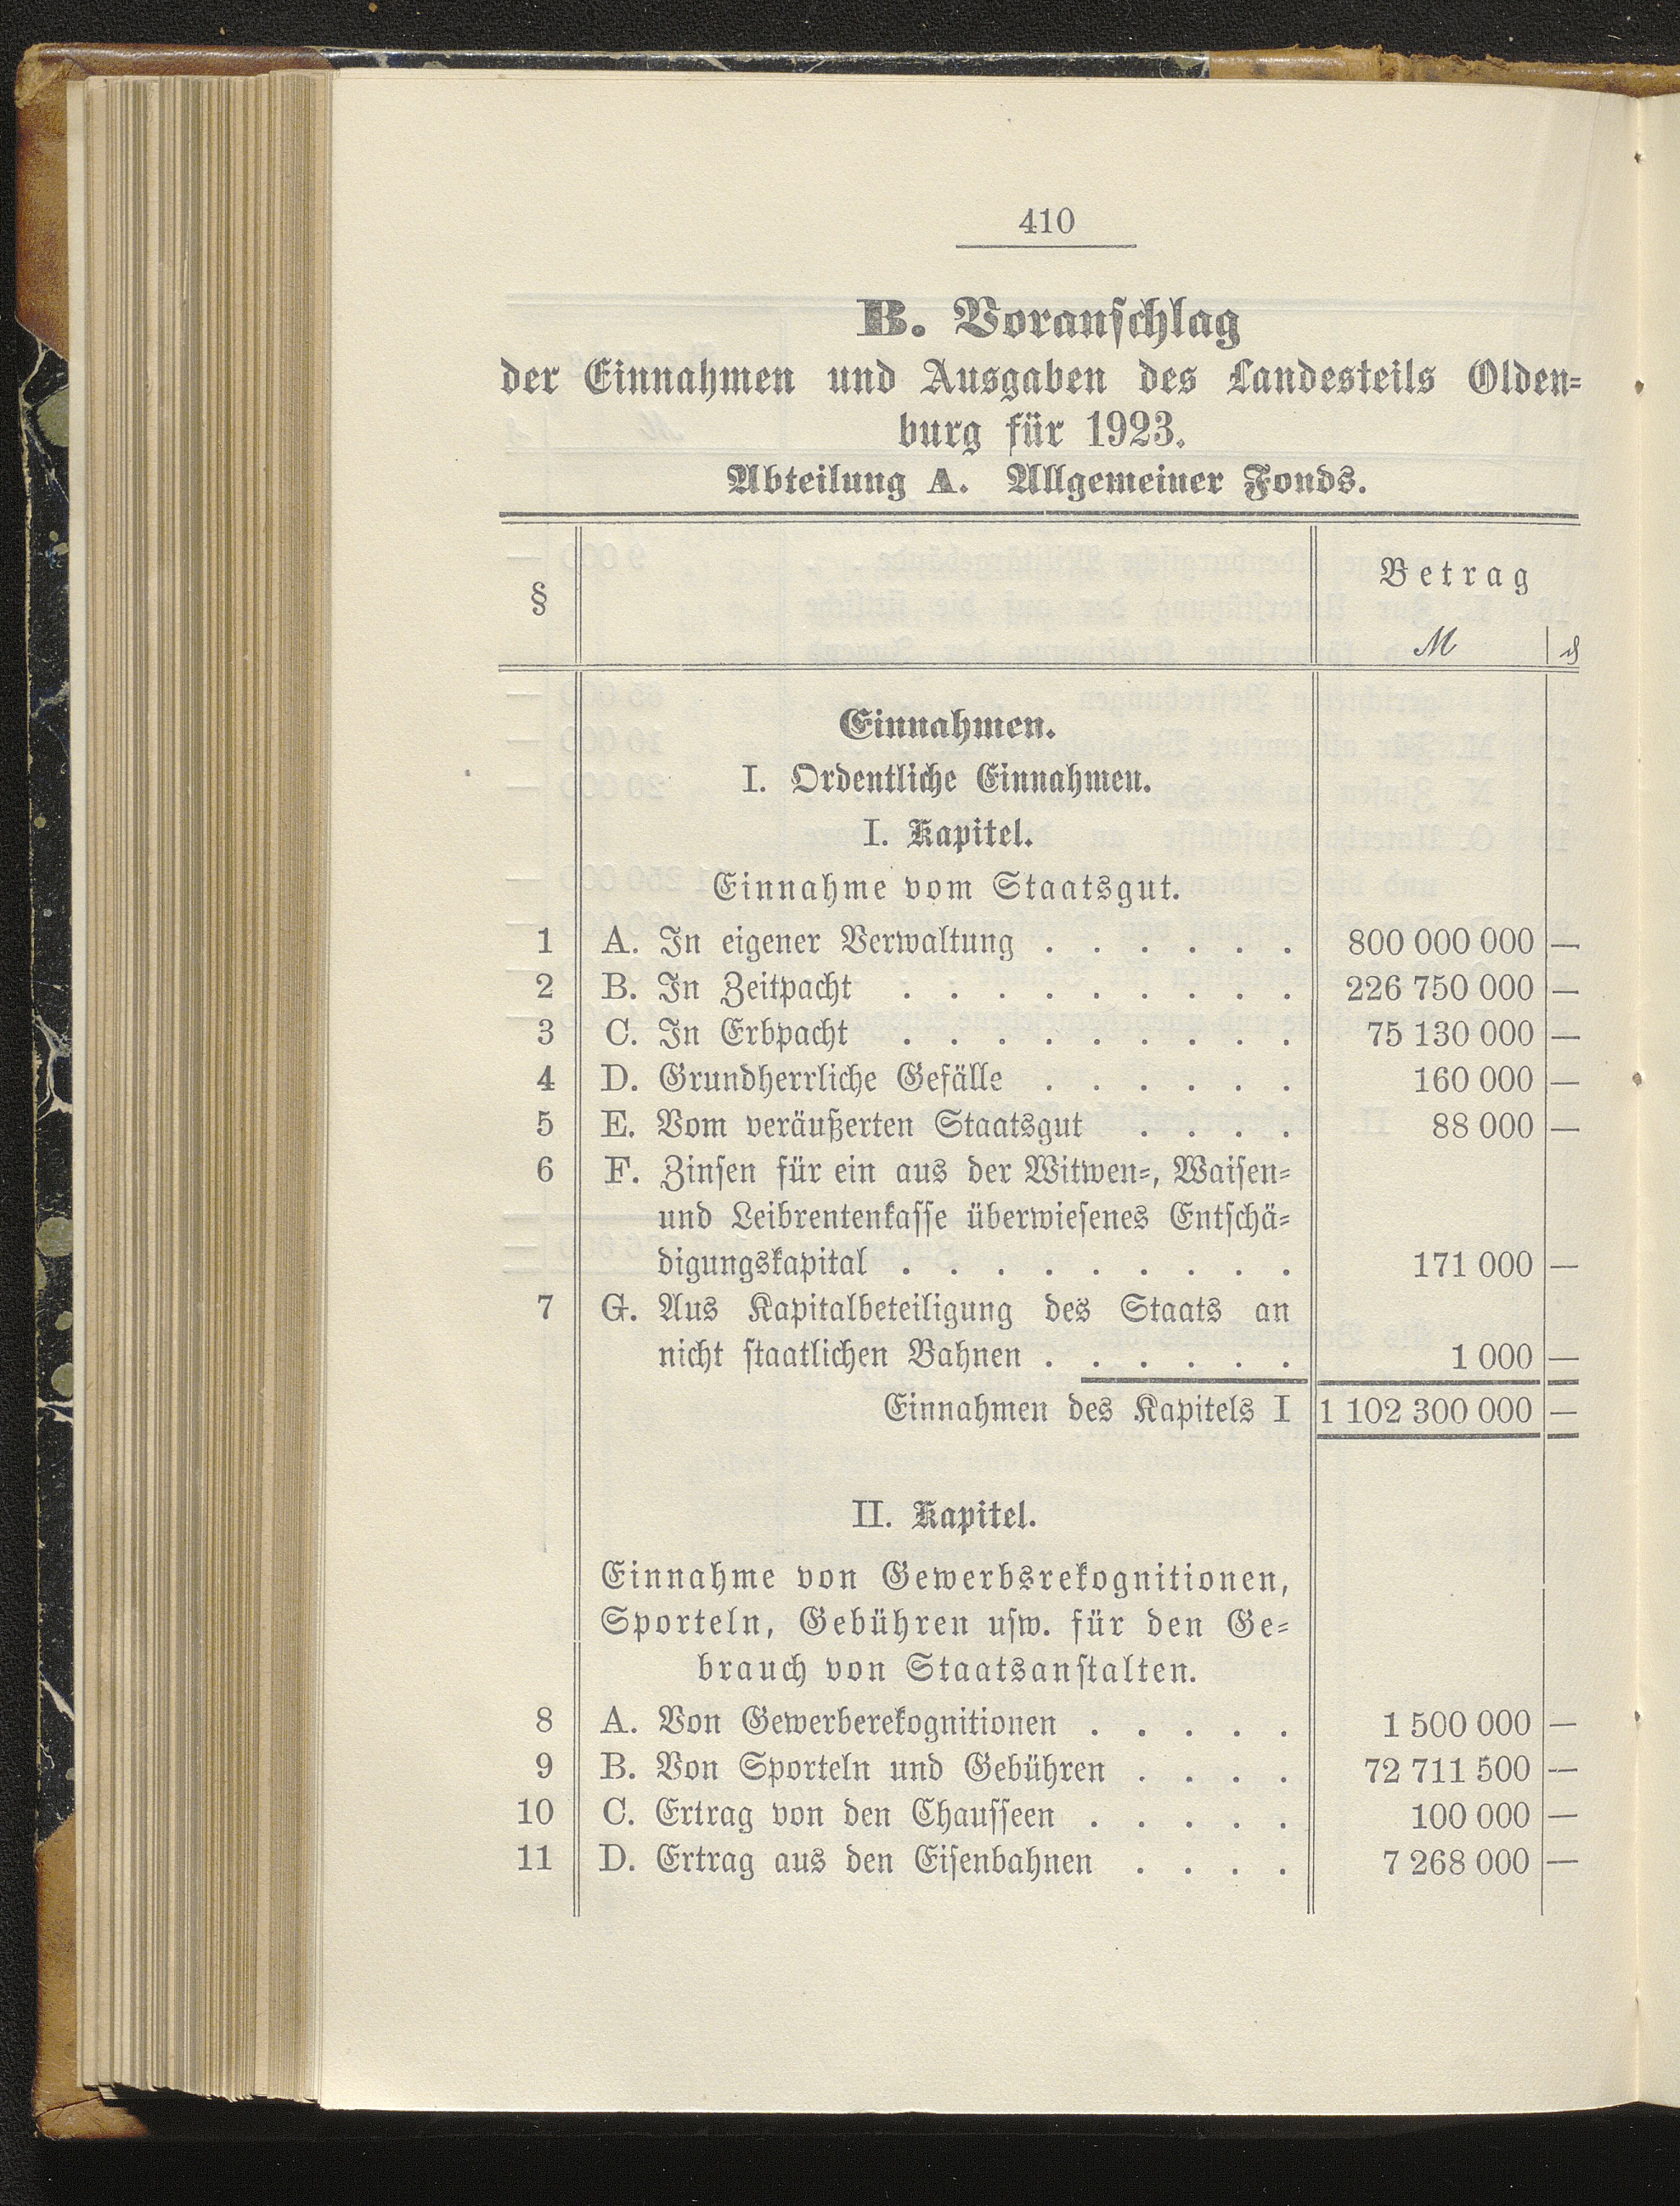 410
B. Voranschlag
der Einnahmen und Ausgaben des Landesteils Olden-
burg für 1923.
Abteilung A. Allgemeiner Fonds.
§ Betrag
ℳ ₰
Einnahmen.
I. Ordentliche Einnahmen.
I. Kapitel.
Einnahme vom Staatsgut.
1 A. In eigener Verwaltung . . . . . . 800 000 000 —
2 B. In Zeitpacht . . . . . . . . . 226 750 000 —
3 C. In Erbpacht . . . . . . . . . 75 130 000 —
4 D. Grundherrliche Gefälle . . . . . . 160 000 —
5 E. Vom veräußerten Staatsgut . . . . 88 000 —
6 F. Zinsen für ein aus der Witwen-, Waisen-
und Leibrentenkasse überwiesenes Entschä-
digungskapital . . . . . . . . . 171 000 —
7 G. Aus Kapitalbeteiligung des Staats an
nicht staatlichen Bahnen . . . . . . 1 000 —
Einnahmen des Kapitels I 1 102 300 000 —
II. Kapitel.
Einnahme von Gewerbsrekognitionen,
Sporteln, Gebühren usw. für den Ge-
brauch von Staatsanstalten.
8 A. Von Gewerberekognitionen . . . . . 1 500 000 —
9 B. Von Sporteln und Gebühren . . . . 72 711 500 —
10 C. Ertrag von den Chausseen . . . . . 100 000 —
11 D. Ertrag aus den Eisenbahnen . . . . 7 268 000 —